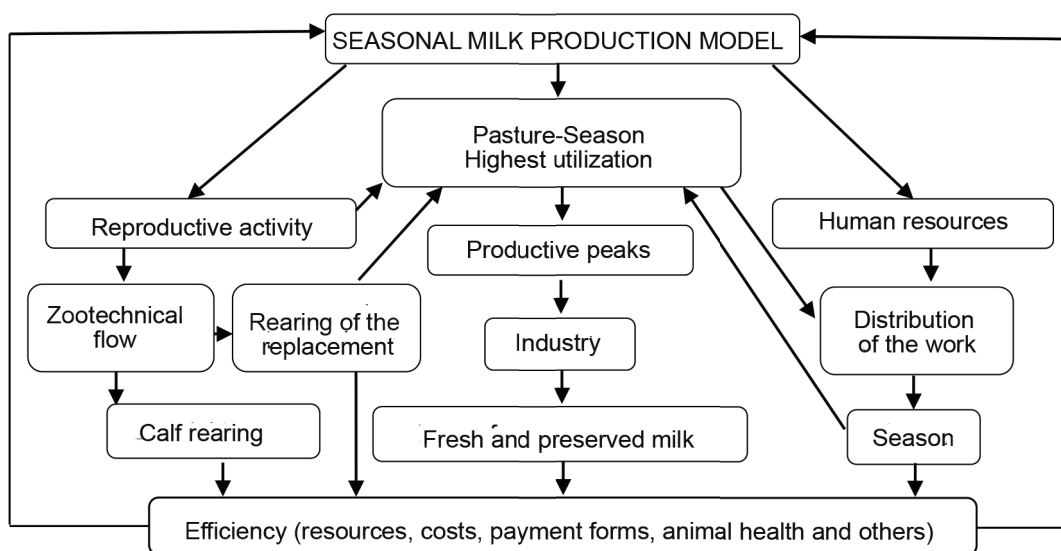 SEASONAL MILK PRODUCTION MODEL
Pasture-Season
Highest utilization
Reproductive activity
Human resources
Productive peaks
Zootechnical
flow
Rearing of the
replacement
Industry
Distribution
of the work
Calf rearing
Fresh and preserved milk
Season
Efficiency (resources, costs, payment forms, animal health and others)